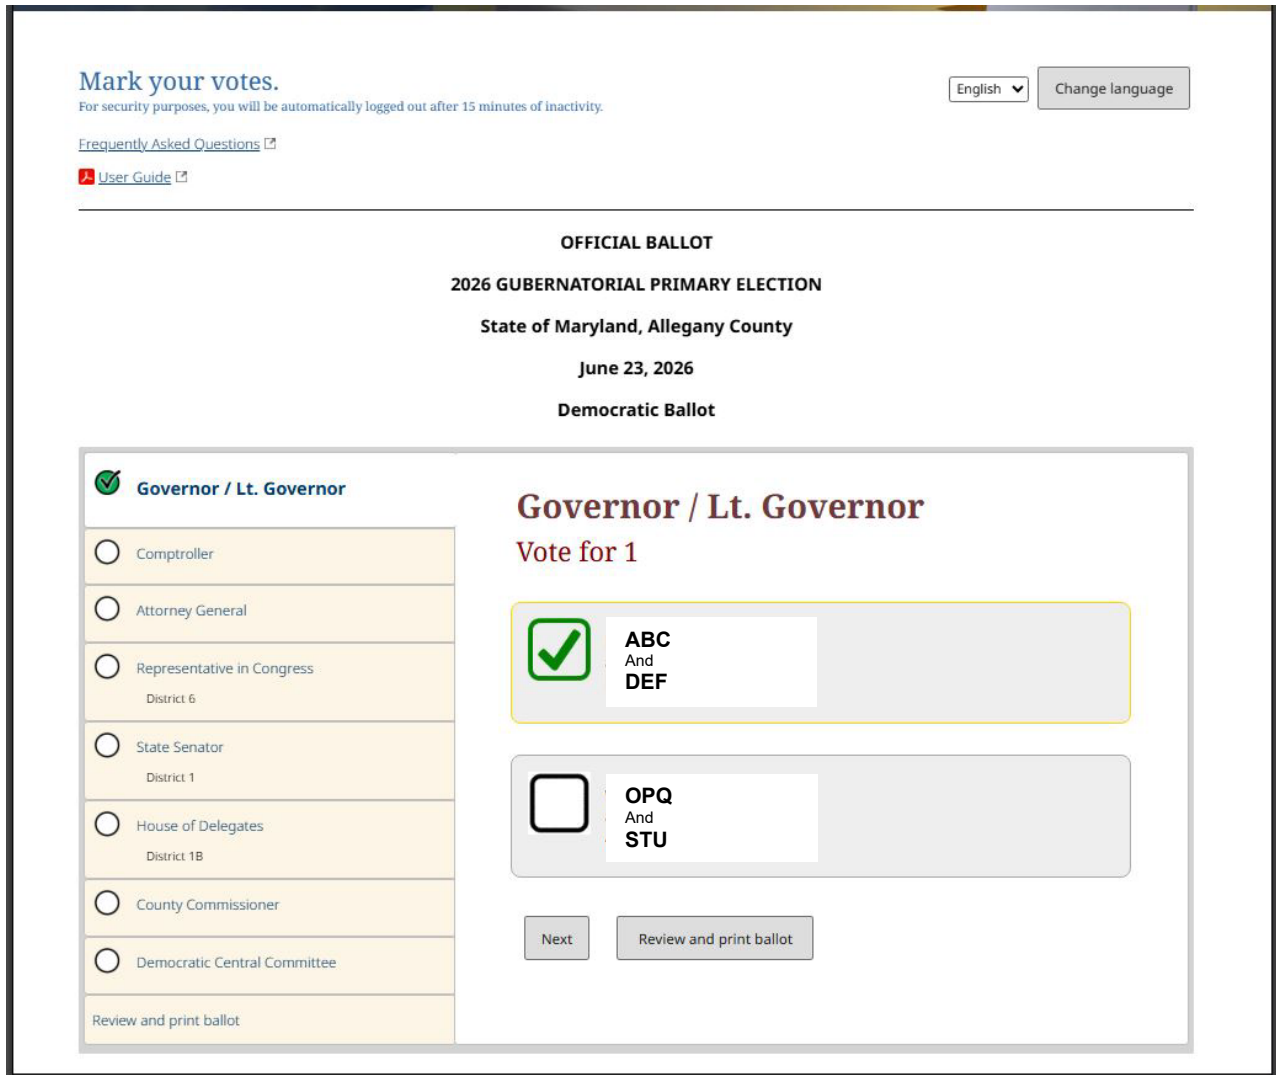 Mark your votes.
For security purposes, you will be automatically logged out after 15 minutes of inactivity.
English
Change language
Frequently Asked Questions
User Guide
OFFICIAL BALLOT
2026 GUBERNATORIAL PRIMARY ELECTION
State of Maryland, Allegany County
June 23, 2026
Democratic Ballot
Governor / Lt. Governor
Comptroller
Attorney General
Representative in Congress
District 6
State Senator
District 1
House of Delegates
District 1B
County Commissioner
Democratic Central Committee
Review and print ballot
Governor / Lt. Governor
Vote for 1
ABC
And
DEF
OPQ
And
STU
Next
Review and print ballot